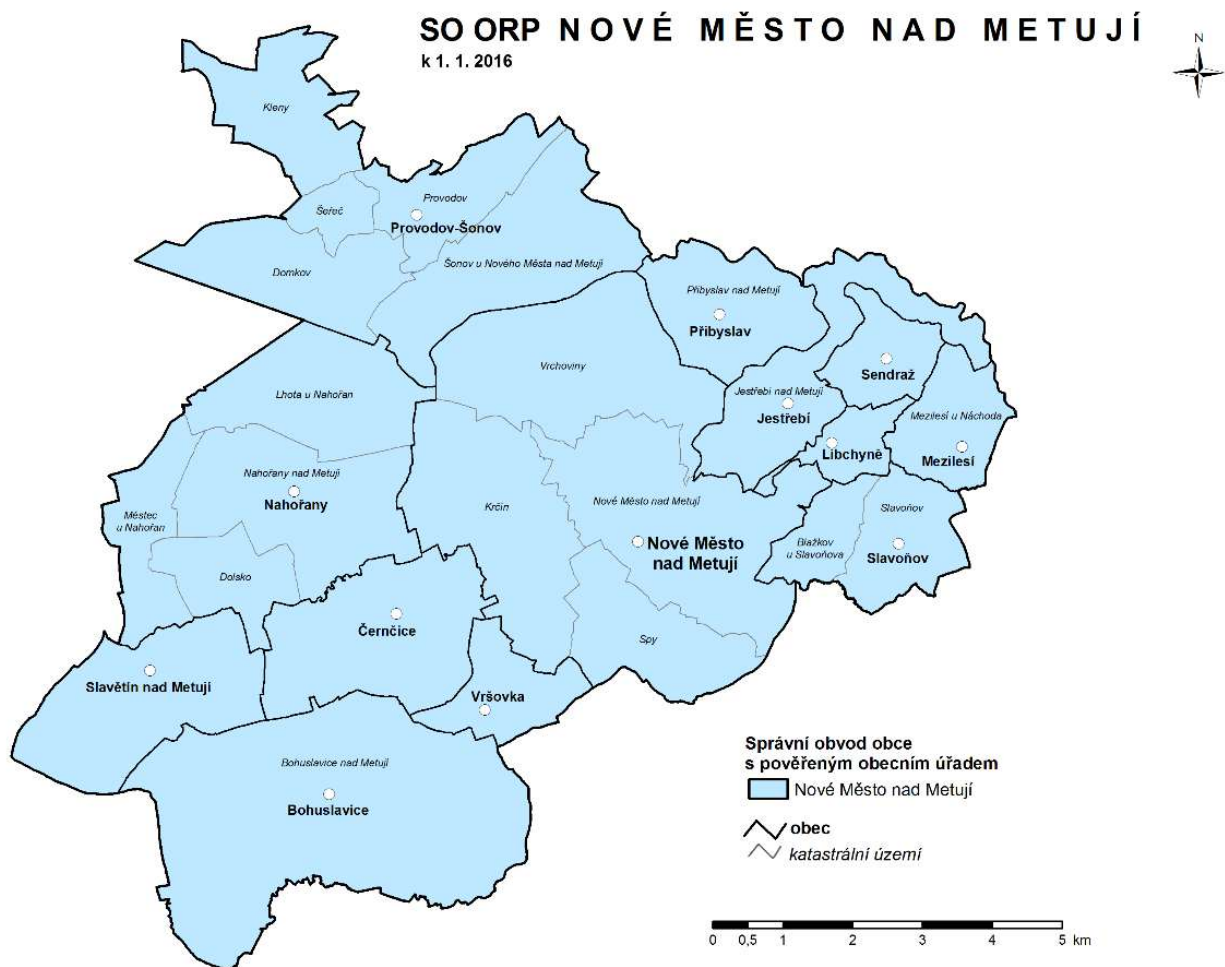 SO ORP NOVÉ MĚSTO NAD METUJÍ
k 1. 1. 2016
N
Kleny
Provodov
Šeřeč
Provodov-Šonov
Domkov
Šonov u Nového Města nad Metují
Přibyslav nad Metují
Přibyslav
Vrchoviny
Sendraž
Lhota u Nahořan
Jestřebí nad Metují
Jestřebí
Mezilesí u Náchoda
Libchyně
Mezilesí
Nahořany nad Metují
Nahořany
Městec
u Nahořan
Krčín
Nové Město nad Metují
Slavoňov
Nové Město
nad Metují
Blažkov
u Slavoňova
Slavoňov
Dolsko
Černčice
Spy
Slavětín nad Metují
Vršovka
Bohuslavice nad Metují
Bohuslavice
Správní obvod obce
s pověřeným obecním úřadem
Nové Město nad Metují
obec
katastrální území
0 0,5 1 2 3 4 5 km